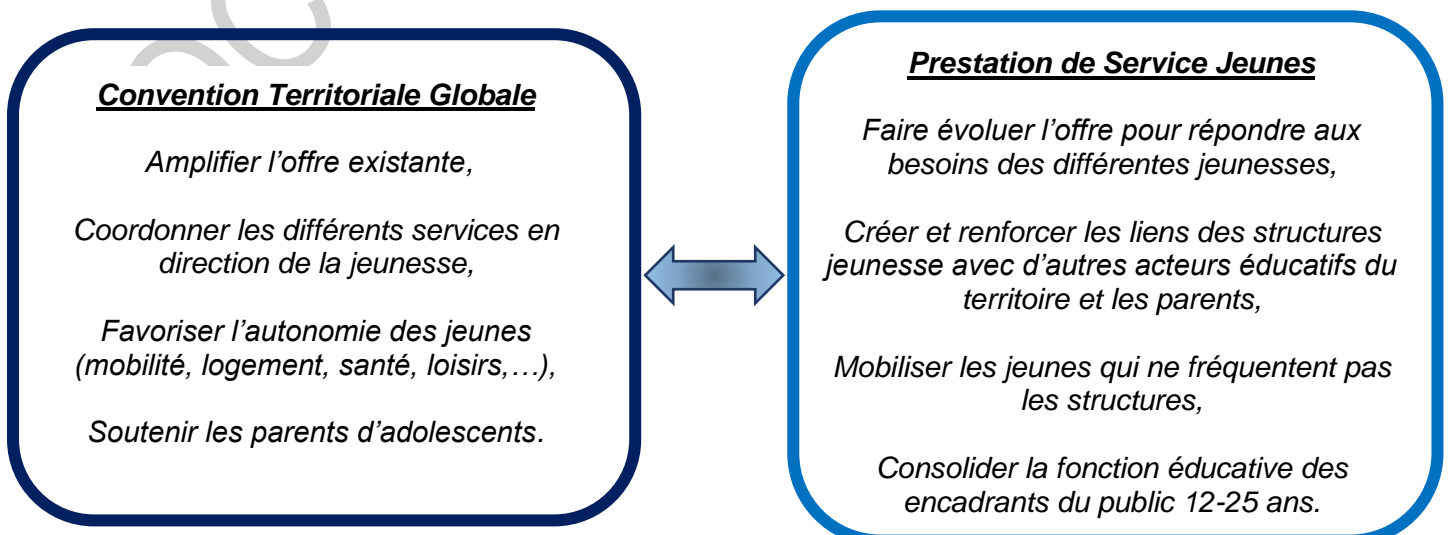 Convention Territoriale Globale
Amplifier l’offre existante,
Coordonner les différents services en
direction de la jeunesse,
Favoriser l’autonomie des jeunes
(mobilité, logement, santé, loisirs,…),
Soutenir les parents d’adolescents.
Prestation de Service Jeunes
Faire évoluer l’offre pour répondre aux
besoins des différentes jeunesses,
Créer et renforcer les liens des structures
jeunesse avec d’autres acteurs éducatifs du
territoire et les parents,
Mobiliser les jeunes qui ne fréquentent pas
les structures,
Consolider la fonction éducative des
encadrants du public 12-25 ans.